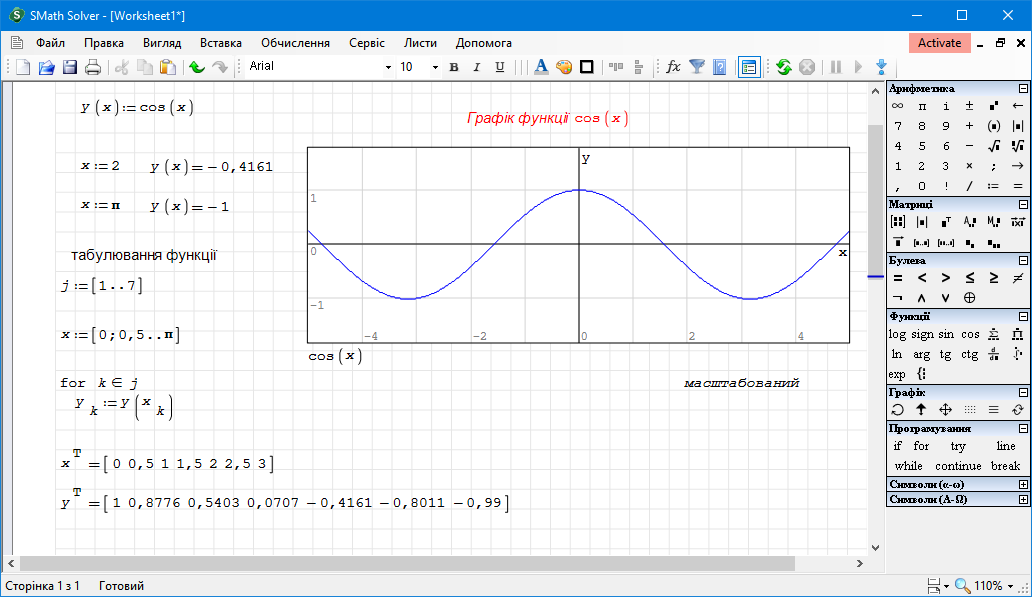 SMath Solver - [Worksheet1*]
Файл Правка Вигляд Вставка Обчислення Сервіс Листи Допомога Activate
Arial 10 B I U A fx
y(x):=cos(x)
Графік функції cos(x)
x:=2 y(x)=−0,4161
x:=π y(x)=−1
табулювання функції
j:=[1..7]
x:=[0;0,5..π]
for k∈j
y k:=y(x k)
x^T=[0 0,5 1 1,5 2 2,5 3]
y^T=[1 0,8776 0,5403 0,0707 −0,4161 −0,8011 −0,99]
y
1
0
x
−1
−4 −2 0 2 4
cos(x)
масштабований
Арифметика
∞ π i ± ←
7 8 9 +
4 5 6 −
1 2 3 × ; →
, 0 ! / := =
Матриці
Булева
= < > ≤ ≥ ≠
¬ ∧ ∨ ⊕
Функції
log sign sin cos
ln arg tg ctg
exp
Графік
Програмування
if for try line
while continue break
Символи (α-ω)
Символи (Α-Ω)
Сторінка 1 з 1 Готовий 110%